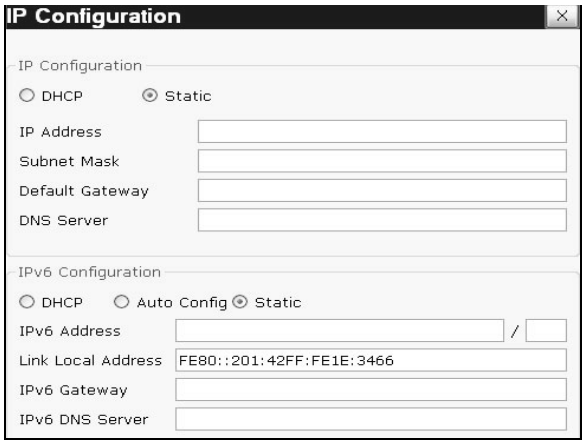 IP Configuration
IP Configuration
DHCP Static
IP Address
Subnet Mask
Default Gateway
DNS Server
IPv6 Configuration
DHCP Auto Config Static
IPv6 Address /
Link Local Address FE80::201:42FF:FE1E:3466
IPv6 Gateway
IPv6 DNS Server